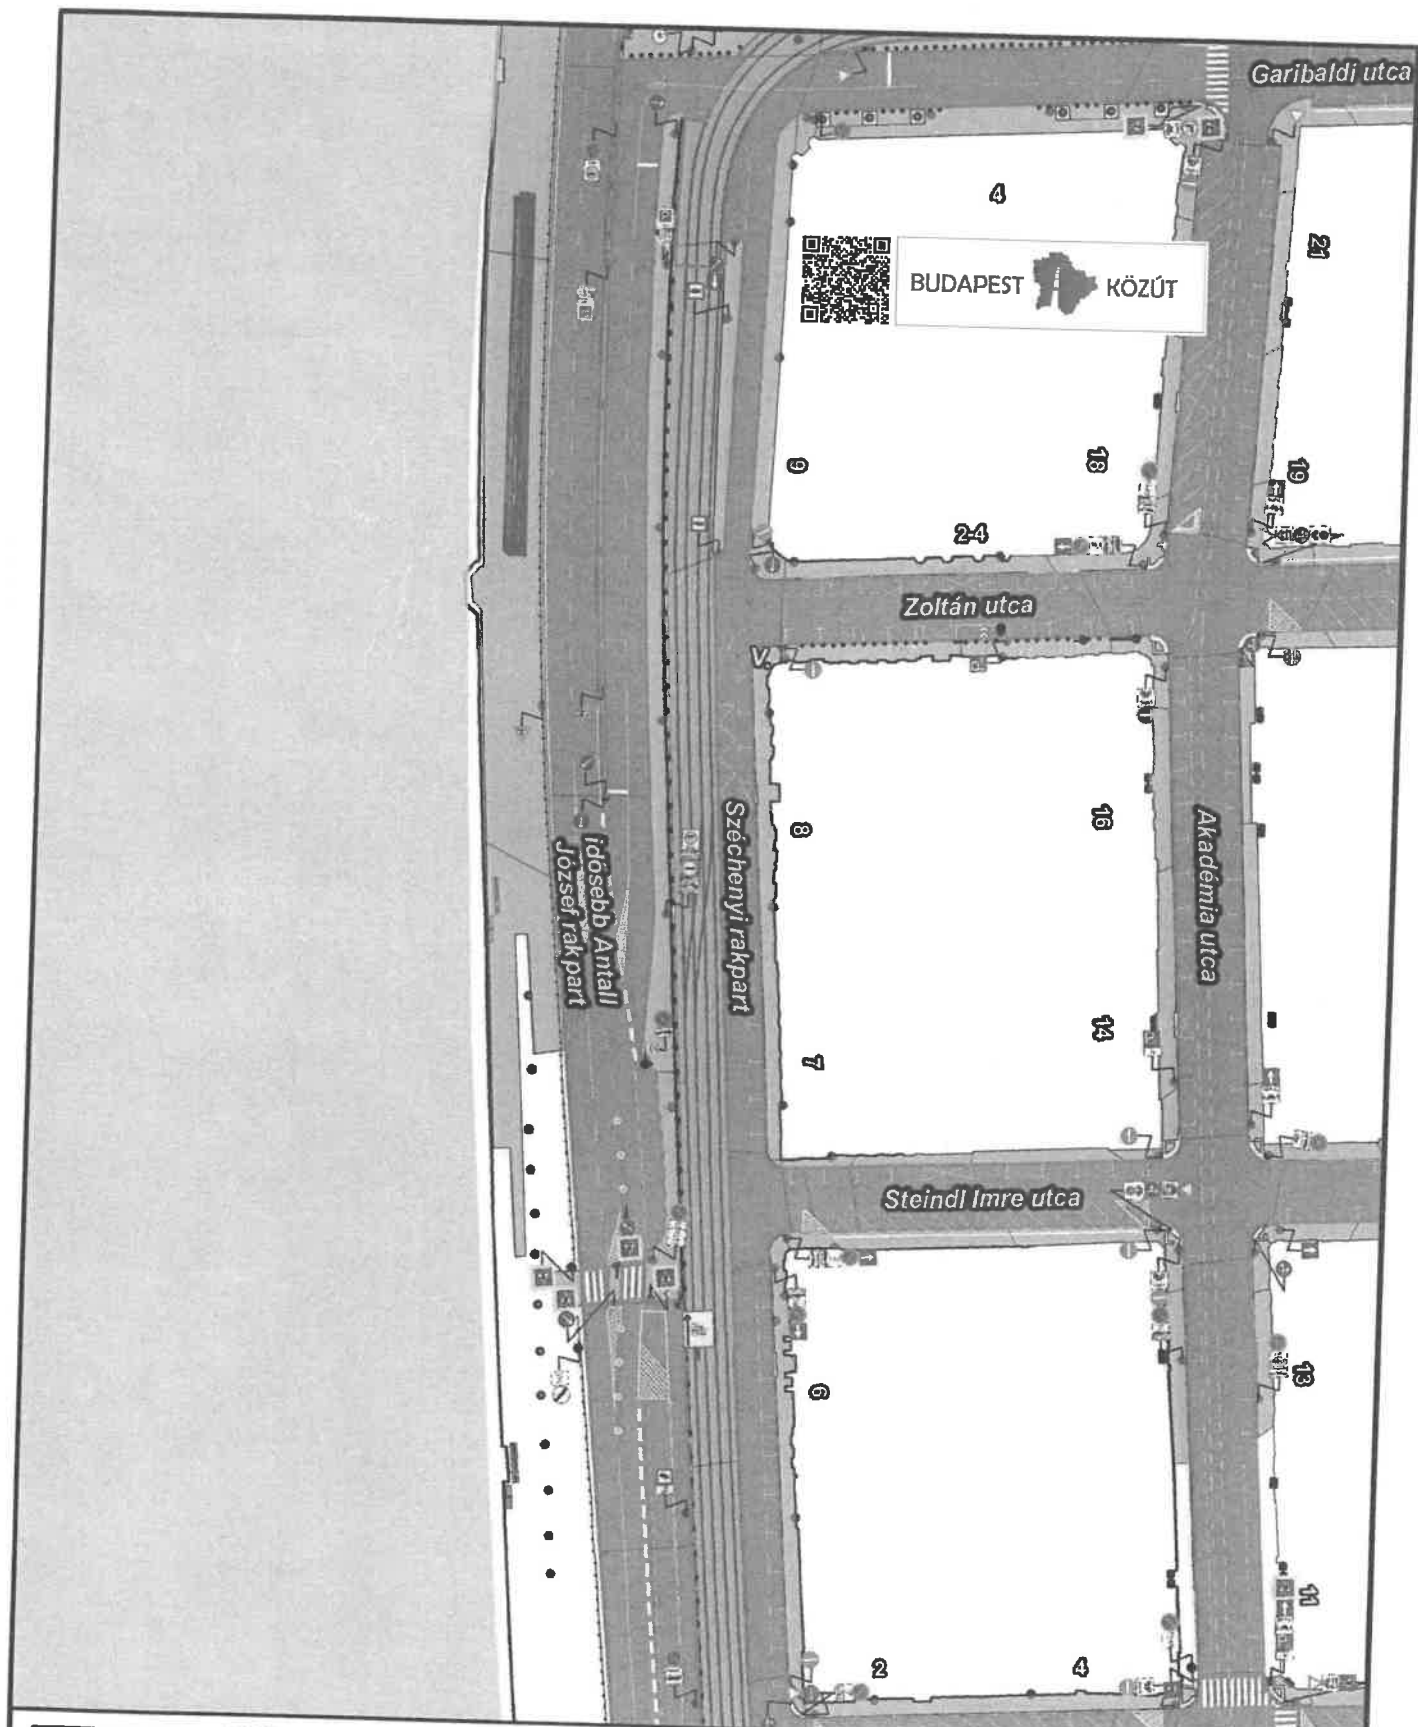 Garibaldi utca
4
21
BUDAPEST KÖZÚT
9
18
19
2-4
Zoltán utca
V
8
Széchenyi rakpart
16
Akadémia utca
idősebb Antall
József rakpart
7
14
Steindl Imre utca
6
13
11
2
4